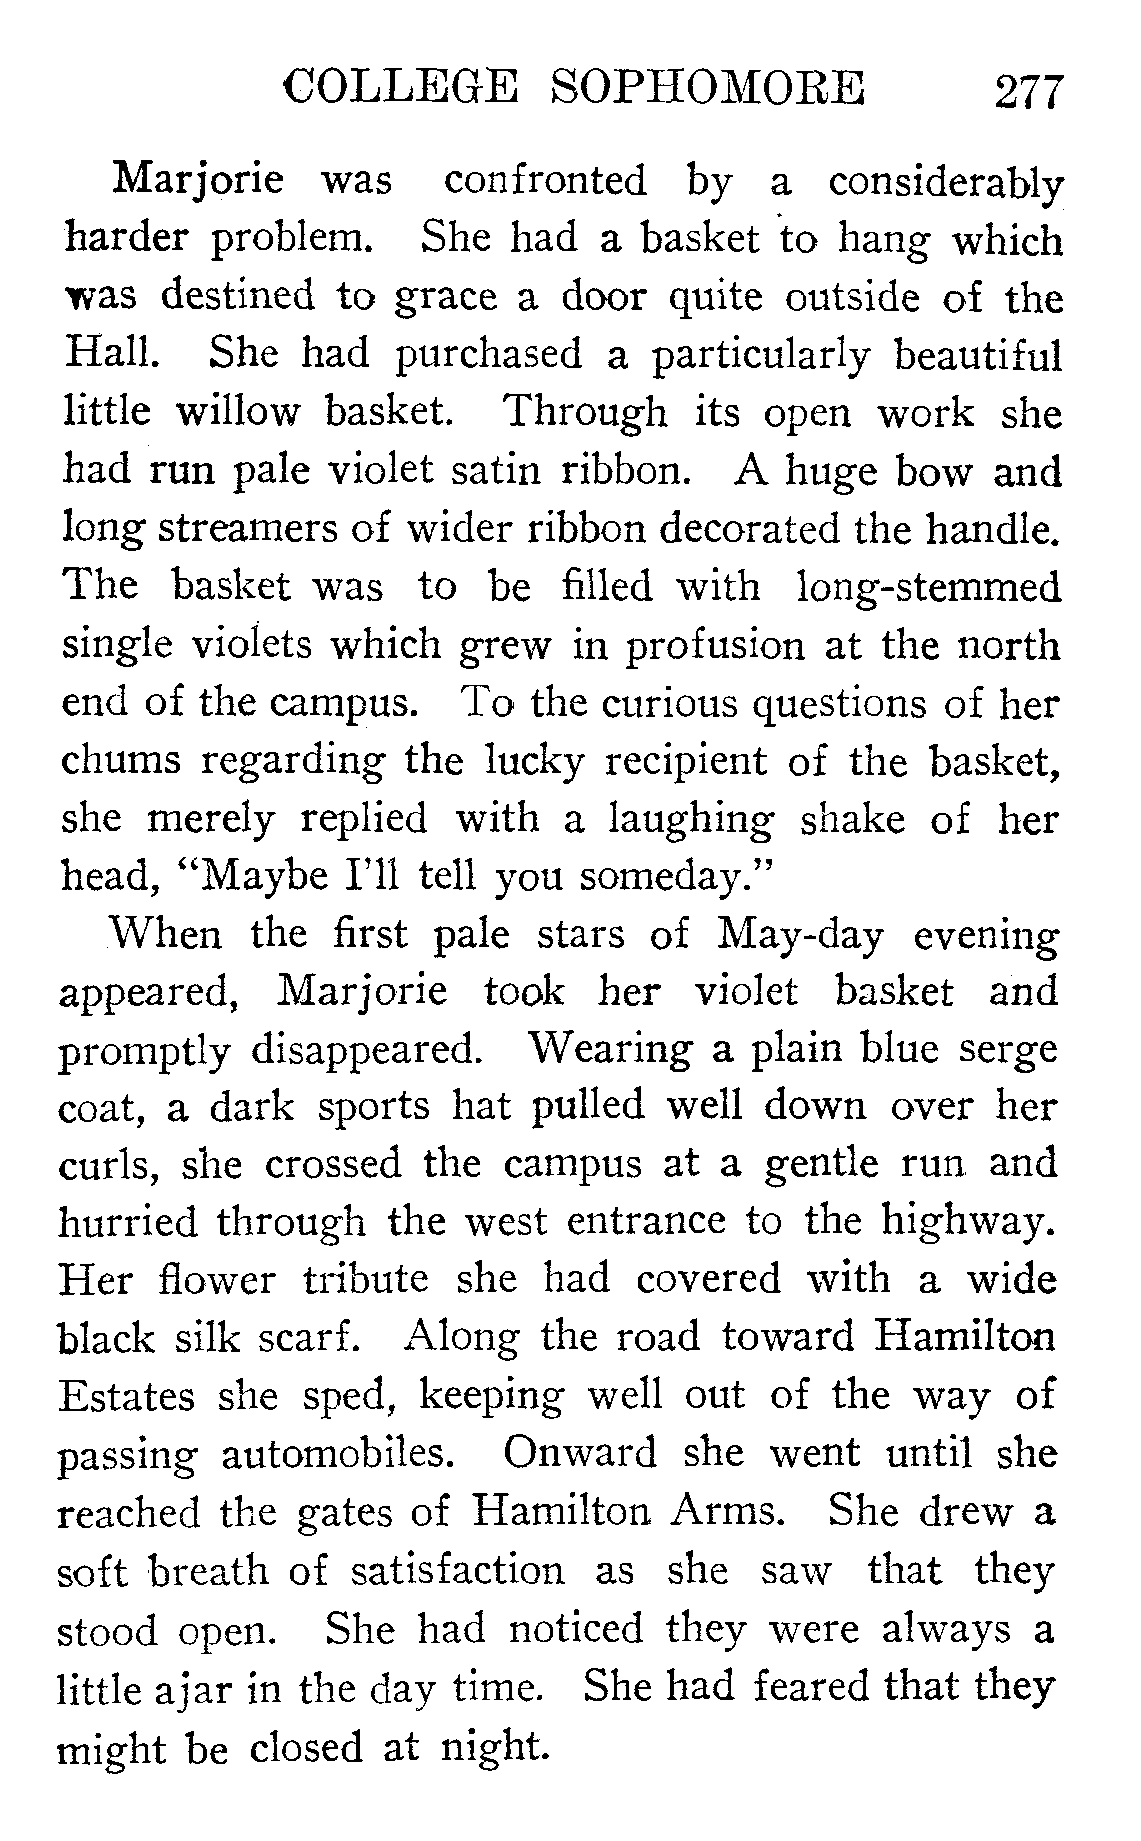 COLLEGE SOPHOMORE 277
Marjorie was confronted by a considerably
harder problem. She had a basket to hang which
was destined to grace a door quite outside of the
Hall. She had purchased a particularly beautiful
little willow basket. Through its open work she
had run pale violet satin ribbon. A huge bow and
long streamers of wider ribbon decorated the handle.
The basket was to be filled with long-stemmed
single violets which grew in profusion at the north
end of the campus. To the curious questions of her
chums regarding the lucky recipient of the basket,
she merely replied with a laughing shake of her
head, “Maybe I’ll tell you someday.”
When the first pale stars of May-day evening
appeared, Marjorie took her violet basket and
promptly disappeared. Wearing a plain blue serge
coat, a dark sports hat pulled well down over her
curls, she crossed the campus at a gentle run and
hurried through the west entrance to the highway.
Her flower tribute she had covered with a wide
black silk scarf. Along the road toward Hamilton
Estates she sped, keeping well out of the way of
passing automobiles. Onward she went until she
reached the gates of Hamilton Arms. She drew a
soft breath of satisfaction as she saw that they
stood open. She had noticed they were always a
little ajar in the day time. She had feared that they
might be closed at night.